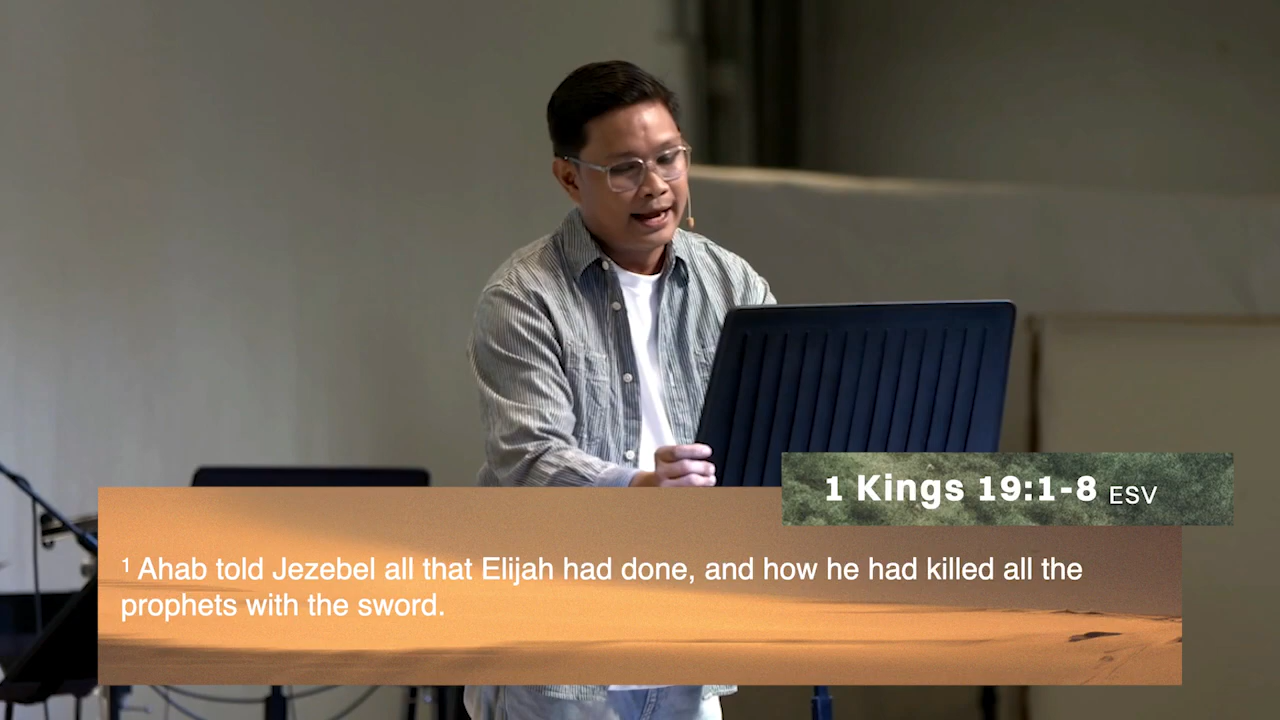 1 Kings 19:1-8 ESV
1 Ahab told Jezebel all that Elijah had done, and how he had killed all the
prophets with the sword.